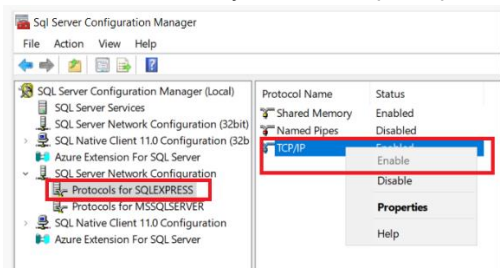 Sql Server Configuration Manager
File Action View Help
SQL Server Configuration Manager (Local)
SQL Server Services
SQL Server Network Configuration (32bit)
SQL Native Client 11.0 Configuration (32b
Azure Extension For SQL Server
SQL Server Network Configuration
Protocols for SQLEXPRESS
Protocols for MSSQLSERVER
SQL Native Client 11.0 Configuration
Azure Extension For SQL Server
Protocol Name Status
Shared Memory Enabled
Named Pipes Disabled
TCP/IP Enabled
Enable
Disable
Properties
Help